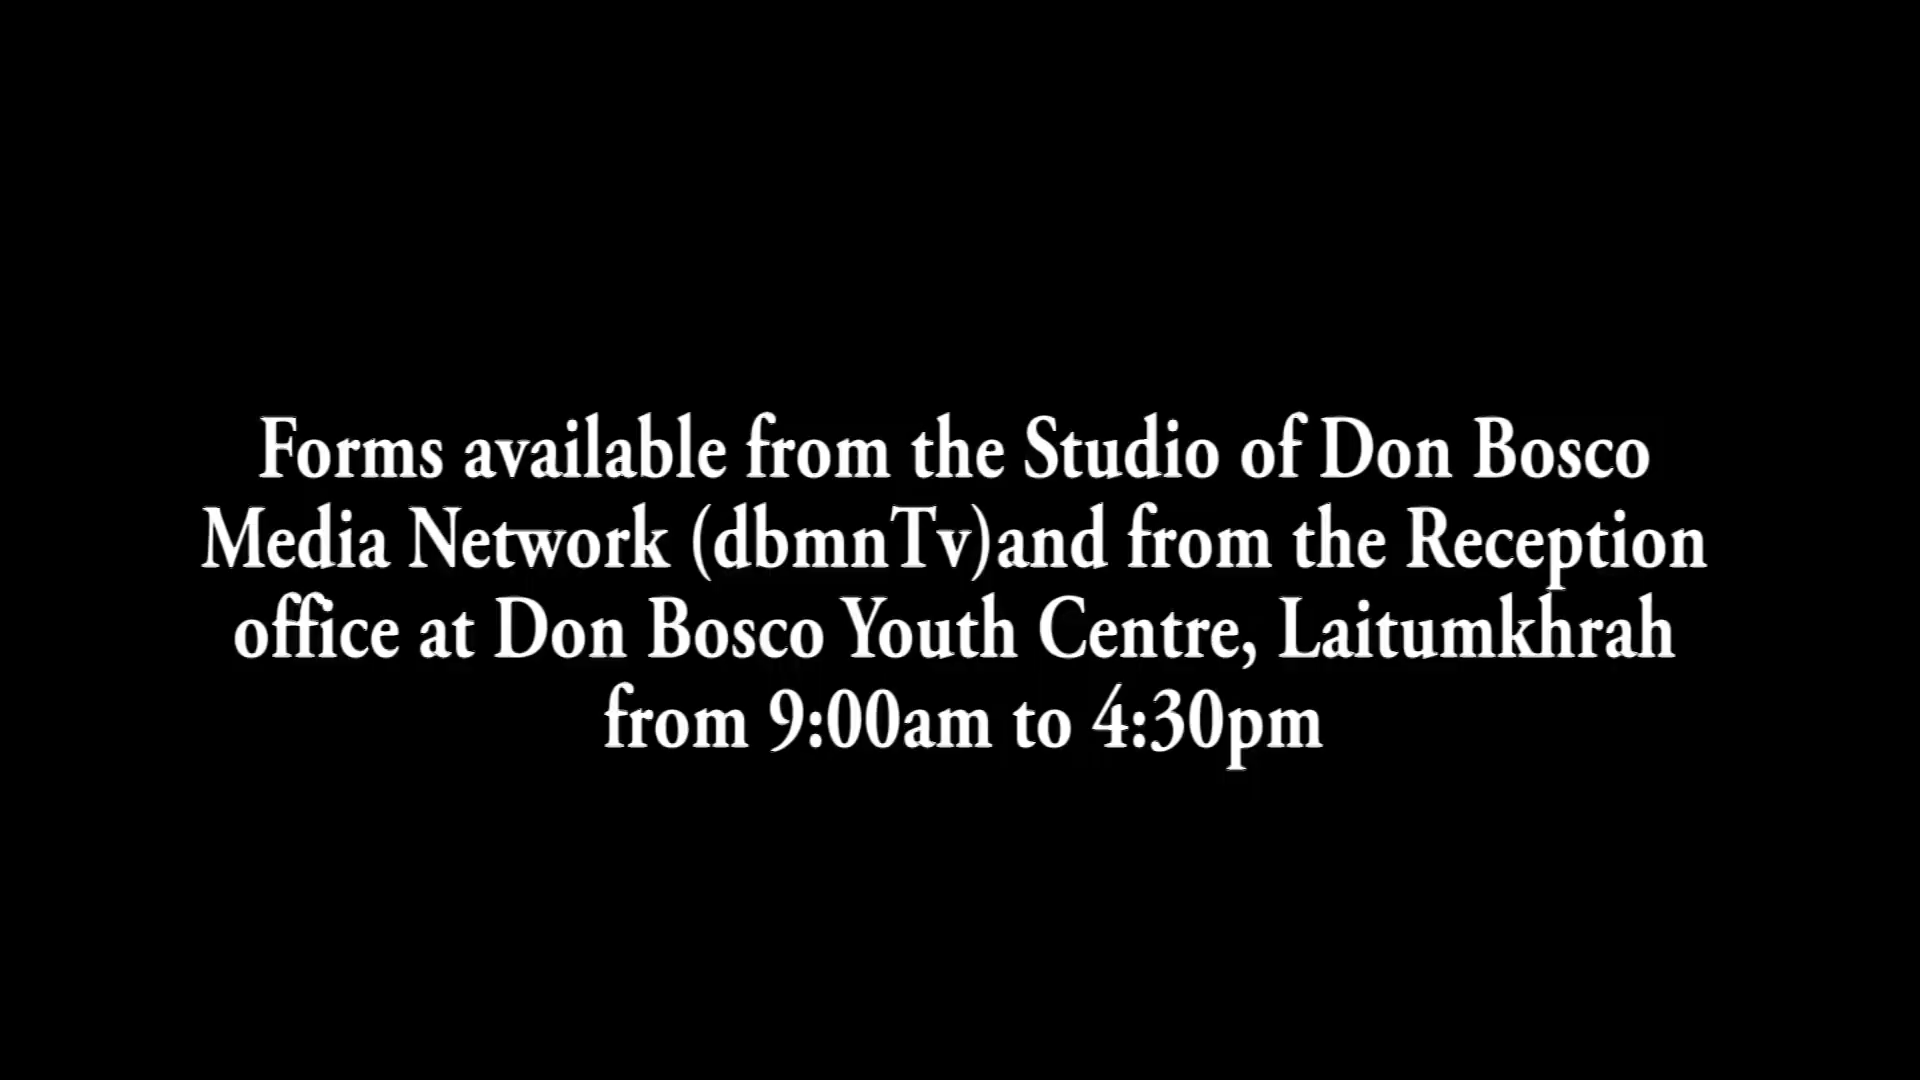 Forms available from the Studio of Don Bosco
Media Network (dbmnTv)and from the Reception
office at Don Bosco Youth Centre, Laitumkhrah
from 9:00am to 4:30pm